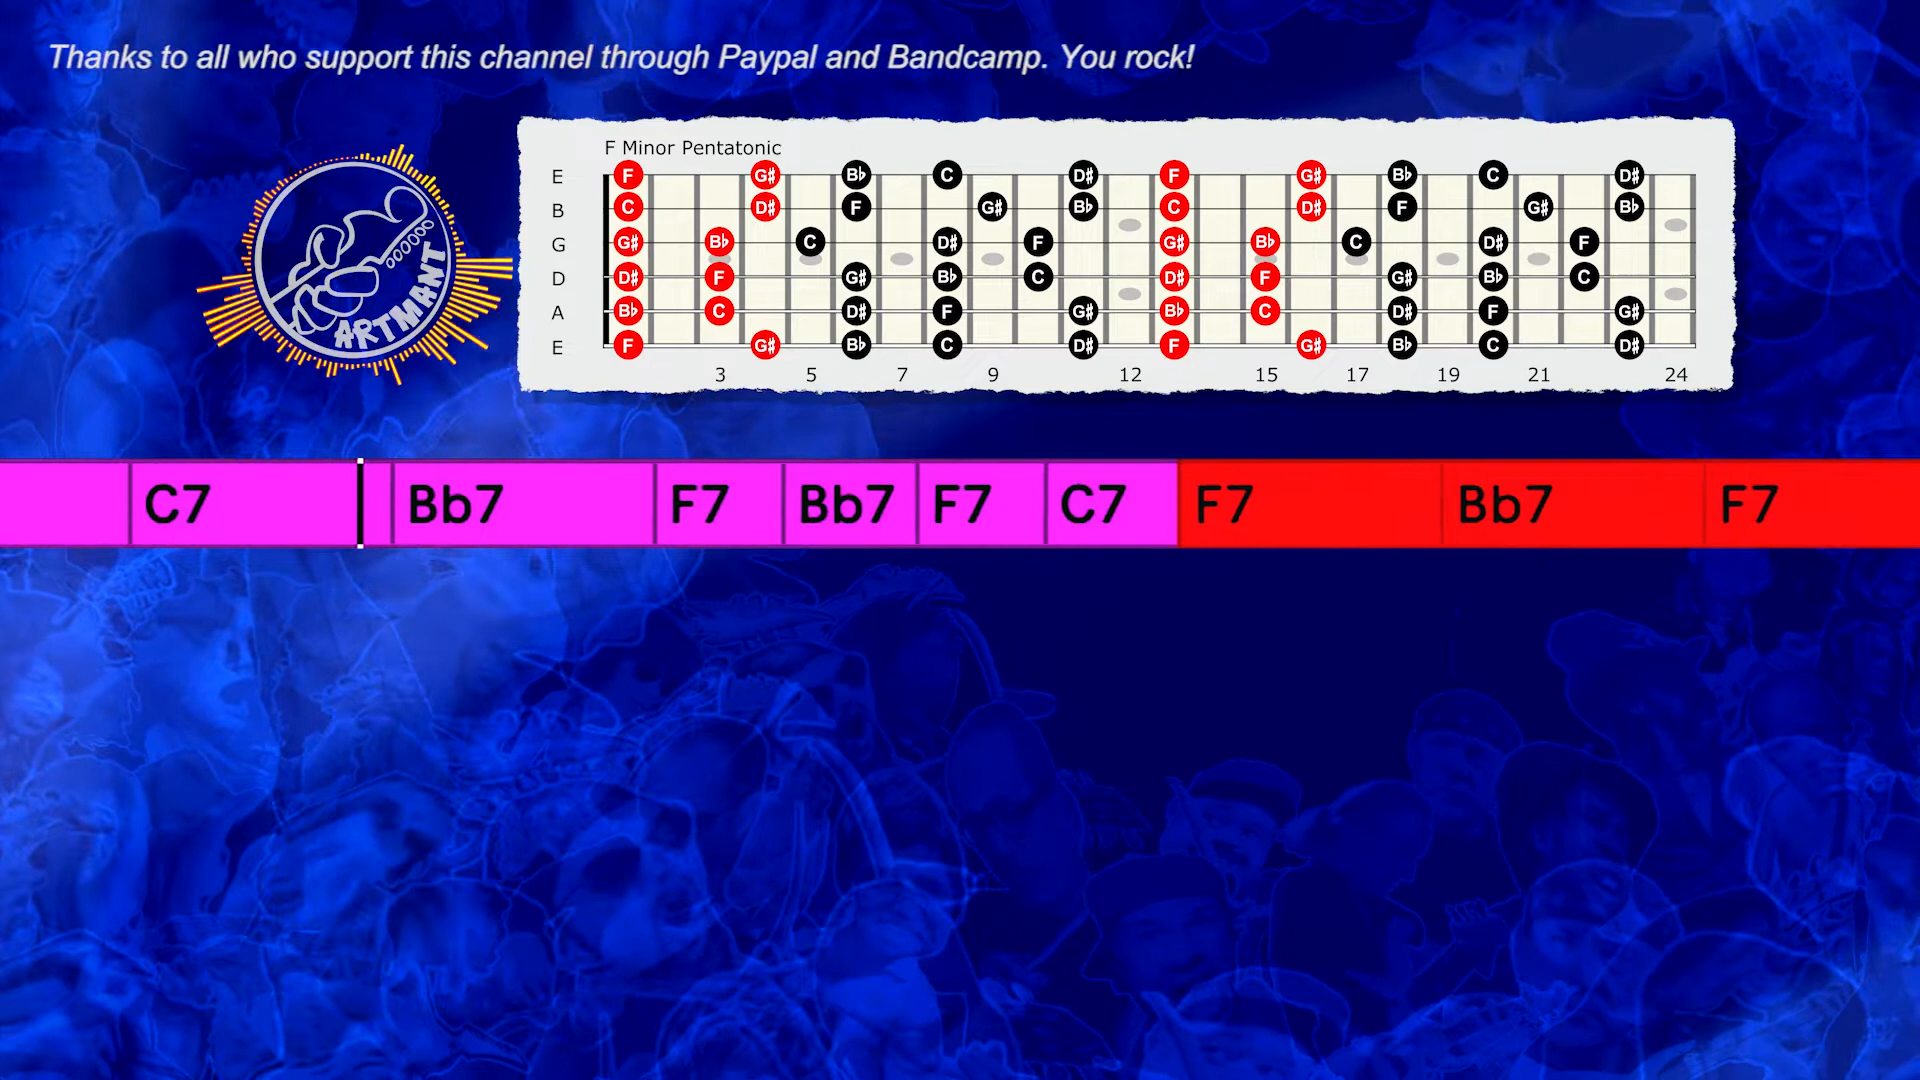 Thanks to all who support this channel through Paypal and Bandcamp. You rock!
ARTMANT
F Minor Pentatonic
E F G# B♭ C D# F G# B♭ C D#
B C D# F G# B♭ C D# F G# B♭
G G# B♭ C D# F G# B♭ C D# F
D D# F G# B♭ C D# F G# B♭ C
A B♭ C D# F G# B♭ C D# F G#
E F G# B♭ C D# F G# B♭ C D#
3 5 7 9 12 15 17 19 21 24
C7 Bb7 F7 Bb7 F7 C7 F7 Bb7 F7